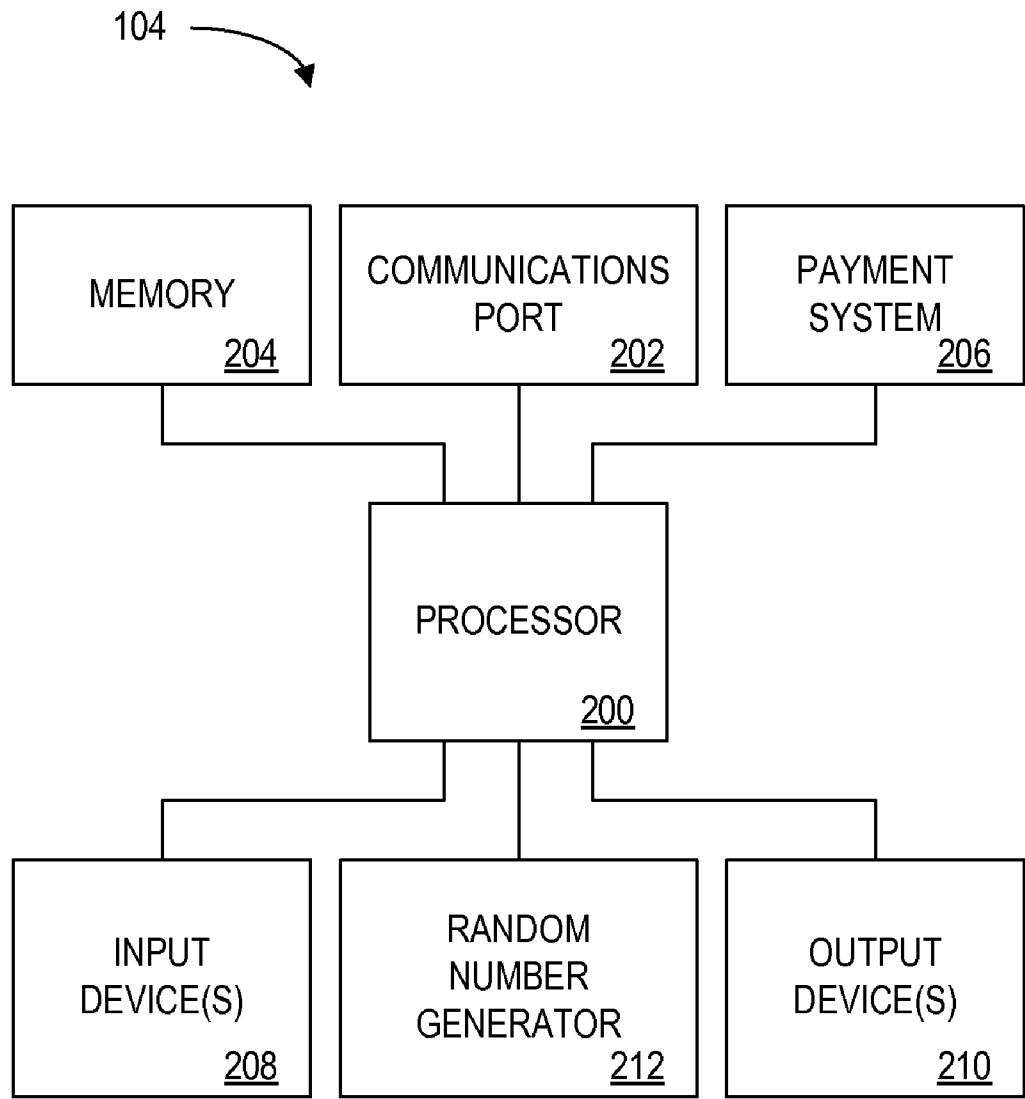 104
MEMORY
204
COMMUNICATIONS
PORT
202
PAYMENT
SYSTEM
206
PROCESSOR
200
INPUT
DEVICE(S)
208
RANDOM
NUMBER
GENERATOR
212
OUTPUT
DEVICE(S)
210